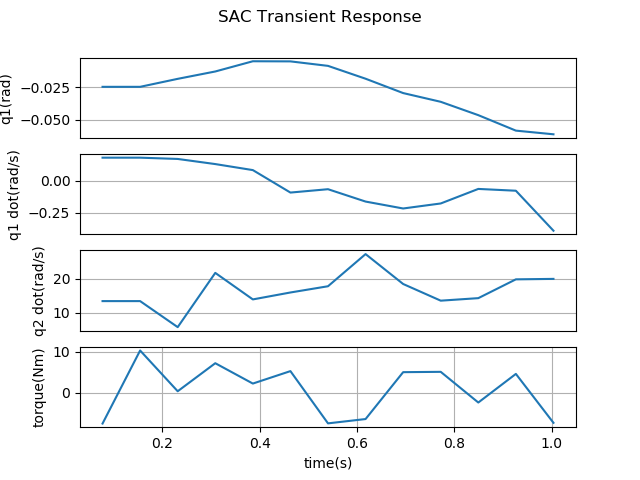 SAC Transient Response
−0.025
−0.050
q1(rad)
0.00
−0.25
q1 dot(rad/s)
20
10
q2 dot(rad/s)
10
0
torque(Nm)
0.2 0.4 0.6 0.8 1.0
time(s)